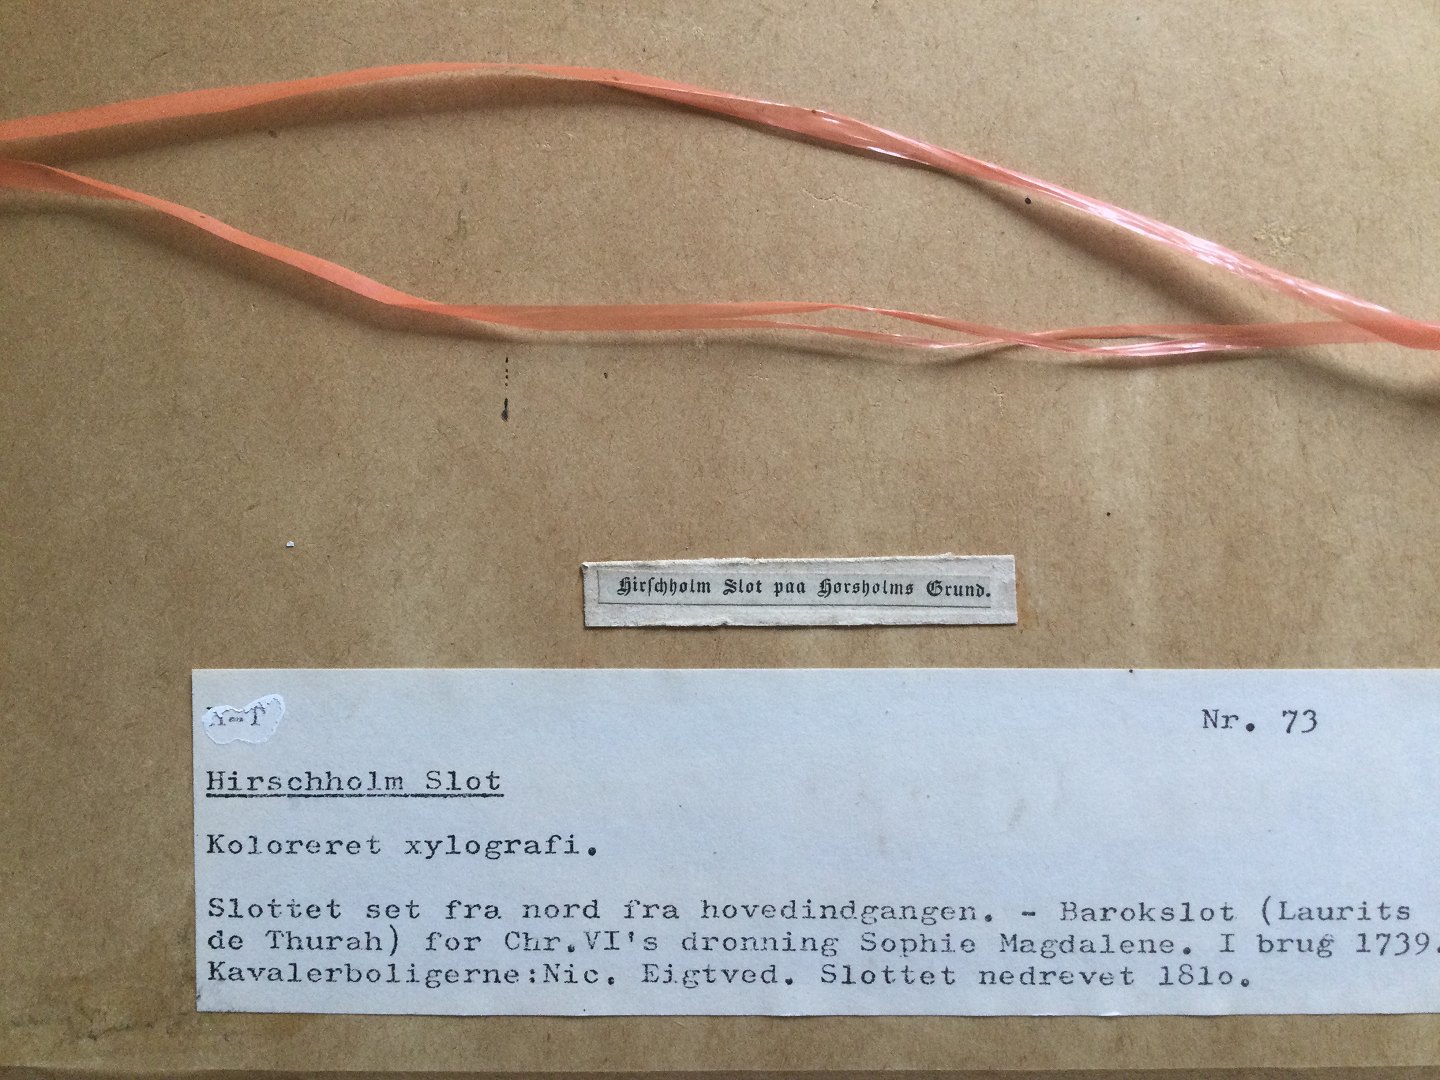 Hirſchholm Slot paa Hørsholms Grund.
Nr. 73
Hirschholm Slot
Koloreret xylografi.
Slottet set fra nord fra hovedindgangen. - Barokslot (Laurits
de Thurah) for Chr.VI's dronning Sophie Magdalene. I brug 1739.
Kavalerboligerne:Nic. Eigtved. Slottet nedrevet 181o.